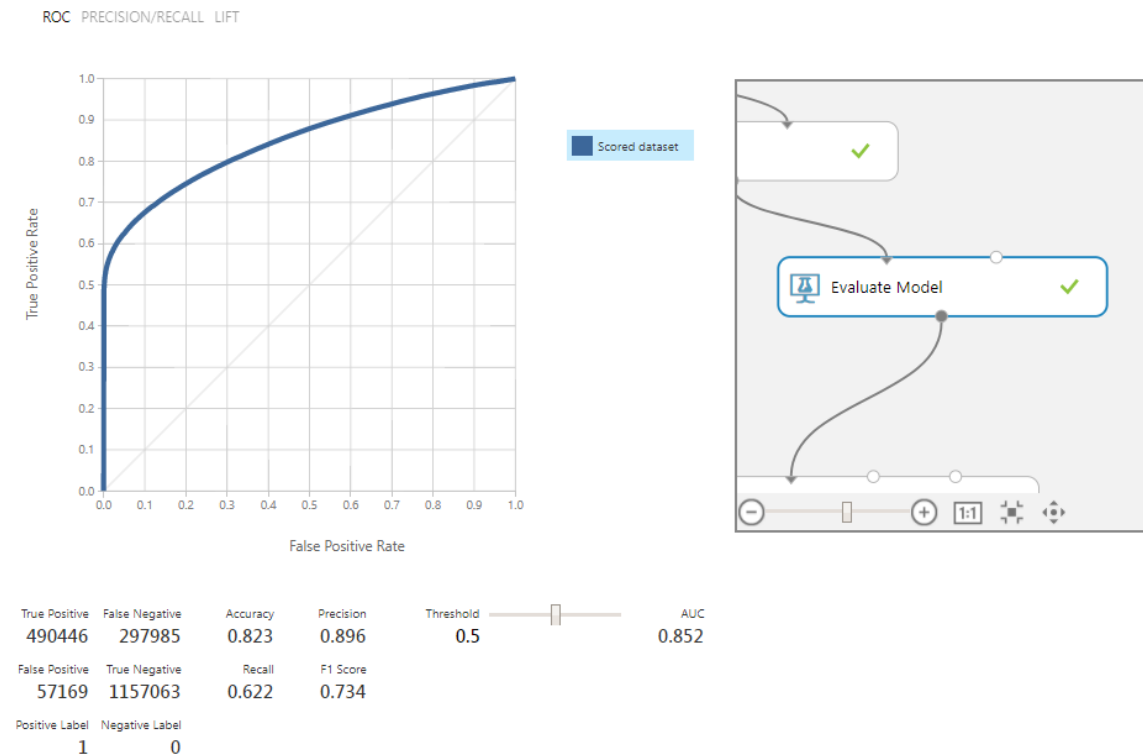 ROC PRECISION/RECALL LIFT
1.0
0.9
0.8
0.7
0.6
0.5
0.4
0.3
0.2
0.1
0.0
True Positive Rate
0.0 0.1 0.2 0.3 0.4 0.5 0.6 0.7 0.8 0.9 1.0
False Positive Rate
Scored dataset
Evaluate Model
1:1
True Positive False Negative Accuracy Precision Threshold AUC
490446 297985 0.823 0.896 0.5 0.852
False Positive True Negative Recall F1 Score
57169 1157063 0.622 0.734
Positive Label Negative Label
1 0